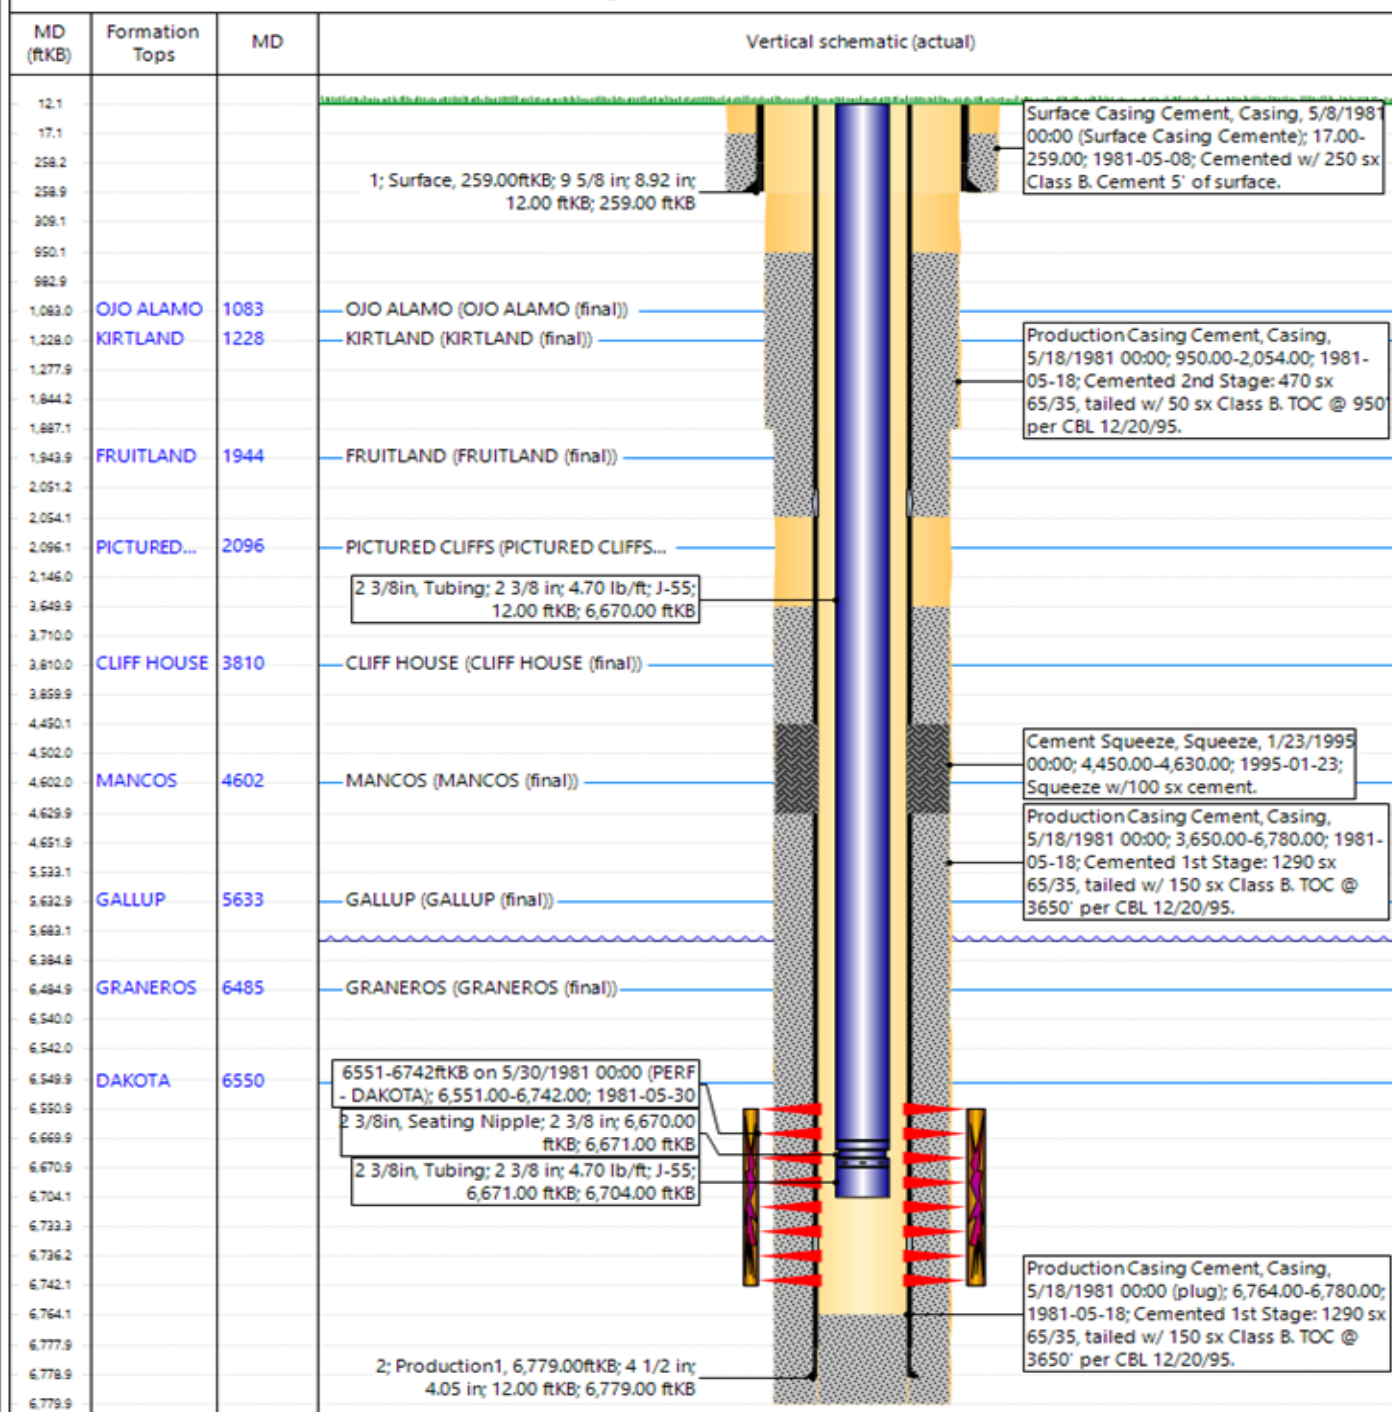 MD
(ftKB)
Formation
Tops
MD
Vertical schematic (actual)
12.1
17.1
258.2
258.9
309.1
950.1
982.9
1,083.0
1,228.0
1,277.9
1,844.2
1,887.1
1,943.9
2,051.2
2,054.1
2,096.1
2,146.0
3,649.9
3,710.0
3,810.0
3,859.9
4,450.1
4,502.0
4,602.0
4,629.9
4,651.9
5,533.1
5,632.9
5,683.1
6,384.8
6,484.9
6,540.0
6,542.0
6,549.9
6,550.9
6,669.9
6,670.9
6,704.1
6,733.3
6,736.2
6,742.1
6,764.1
6,777.9
6,778.9
6,779.9
OJO ALAMO 1083
KIRTLAND 1228
FRUITLAND 1944
PICTURED... 2096
CLIFF HOUSE 3810
MANCOS 4602
GALLUP 5633
GRANEROS 6485
DAKOTA 6550
1; Surface, 259.00ftKB; 9 5/8 in; 8.92 in;
12.00 ftKB; 259.00 ftKB
OJO ALAMO (OJO ALAMO (final))
KIRTLAND (KIRTLAND (final))
FRUITLAND (FRUITLAND (final))
PICTURED CLIFFS (PICTURED CLIFFS...
2 3/8in, Tubing; 2 3/8 in; 4.70 lb/ft; J-55;
12.00 ftKB; 6,670.00 ftKB
CLIFF HOUSE (CLIFF HOUSE (final))
MANCOS (MANCOS (final))
GALLUP (GALLUP (final))
GRANEROS (GRANEROS (final))
6551-6742ftKB on 5/30/1981 00:00 (PERF
- DAKOTA); 6,551.00-6,742.00; 1981-05-30
2 3/8in, Seating Nipple; 2 3/8 in; 6,670.00
ftKB; 6,671.00 ftKB
2 3/8in, Tubing; 2 3/8 in; 4.70 lb/ft; J-55;
6,671.00 ftKB; 6,704.00 ftKB
2; Production1, 6,779.00ftKB; 4 1/2 in;
4.05 in; 12.00 ftKB; 6,779.00 ftKB
Surface Casing Cement, Casing, 5/8/1981
00:00 (Surface Casing Cemente); 17.00-
259.00; 1981-05-08; Cemented w/ 250 sx
Class B. Cement 5' of surface.
Production Casing Cement, Casing,
5/18/1981 00:00; 950.00-2,054.00; 1981-
05-18; Cemented 2nd Stage: 470 sx
65/35, tailed w/ 50 sx Class B. TOC @ 950'
per CBL 12/20/95.
Cement Squeeze, Squeeze, 1/23/1995
00:00; 4,450.00-4,630.00; 1995-01-23;
Squeeze w/100 sx cement.
Production Casing Cement, Casing,
5/18/1981 00:00; 3,650.00-6,780.00; 1981-
05-18; Cemented 1st Stage: 1290 sx
65/35, tailed w/ 150 sx Class B. TOC @
3650' per CBL 12/20/95.
Production Casing Cement, Casing,
5/18/1981 00:00 (plug); 6,764.00-6,780.00;
1981-05-18; Cemented 1st Stage: 1290 sx
65/35, tailed w/ 150 sx Class B. TOC @
3650' per CBL 12/20/95.